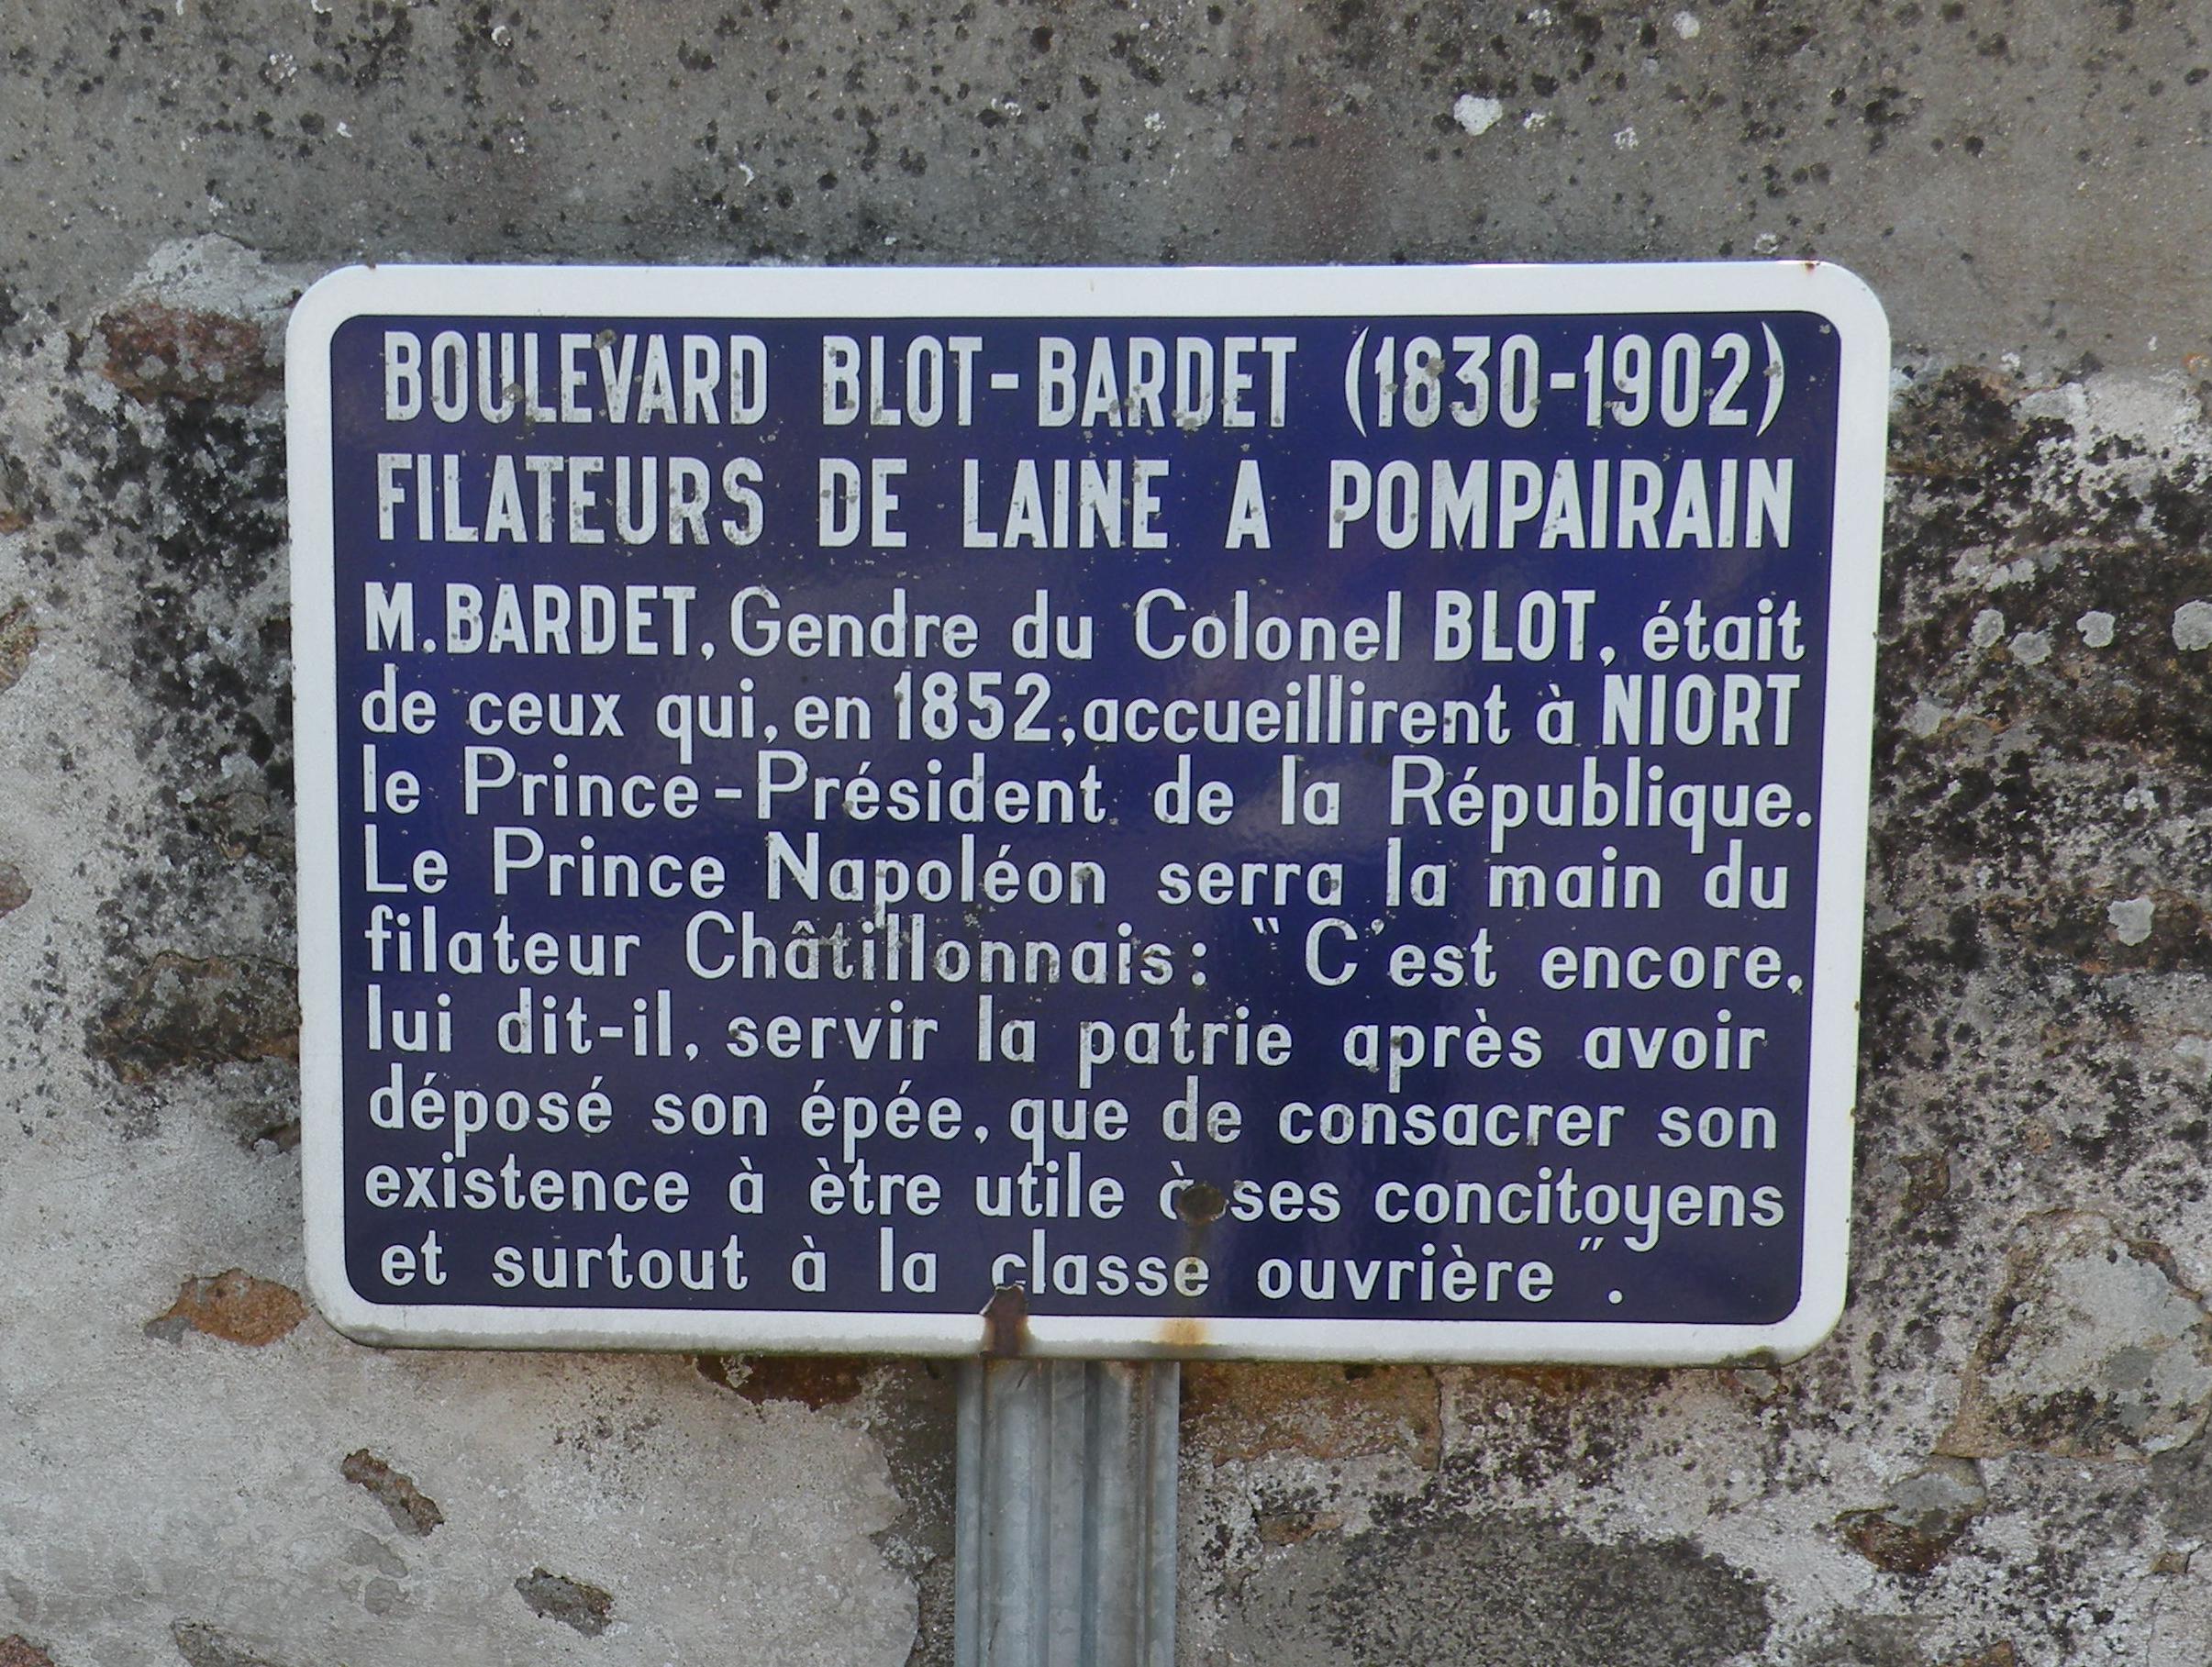 BOULEVARD BLOT-BARDET (1830-1902)
FILATEURS DE LAINE A POMPAIRAIN
M.BARDET, Gendre du Colonel BLOT, était
de ceux qui, en 1852, accueillirent à NIORT
le Prince-Président de la République.
Le Prince Napoléon serra la main du
filateur Châtillonnais: "C'est encore,
lui dit-il, servir la patrie après avoir
déposé son épée, que de consacrer son
existence à ètre utile à ses concitoyens
et surtout à la classe ouvrière".